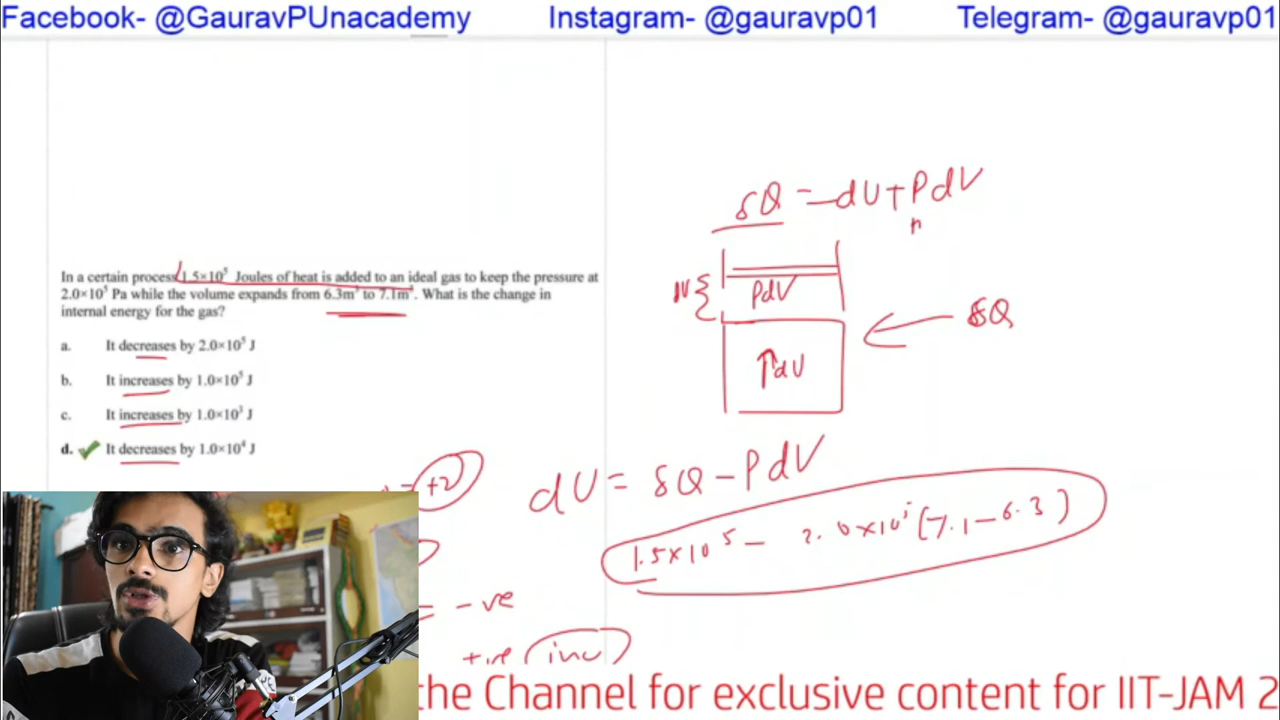 Facebook- @GauravPUnacademy Instagram- @gauravp01 Telegram- @gauravp01
In a certain process 1.5×10⁵ Joules of heat is added to an ideal gas to keep the pressure at
2.0×10⁵ Pa while the volume expands from 6.3m³ to 7.1m³. What is the change in
internal energy for the gas?
a. It decreases by 2.0×10⁵ J
b. It increases by 1.0×10⁵ J
c. It increases by 1.0×10³ J
d. It decreases by 1.0×10⁴ J
δQ = dU + PdV
PdV
δQ
↑dU
dU = δQ - PdV
1.5×10⁵ - 2.0×10⁵ (7.1-6.3)
= +2
= -ve
+ive (inc)
the Channel for exclusive content for IIT-JAM 2